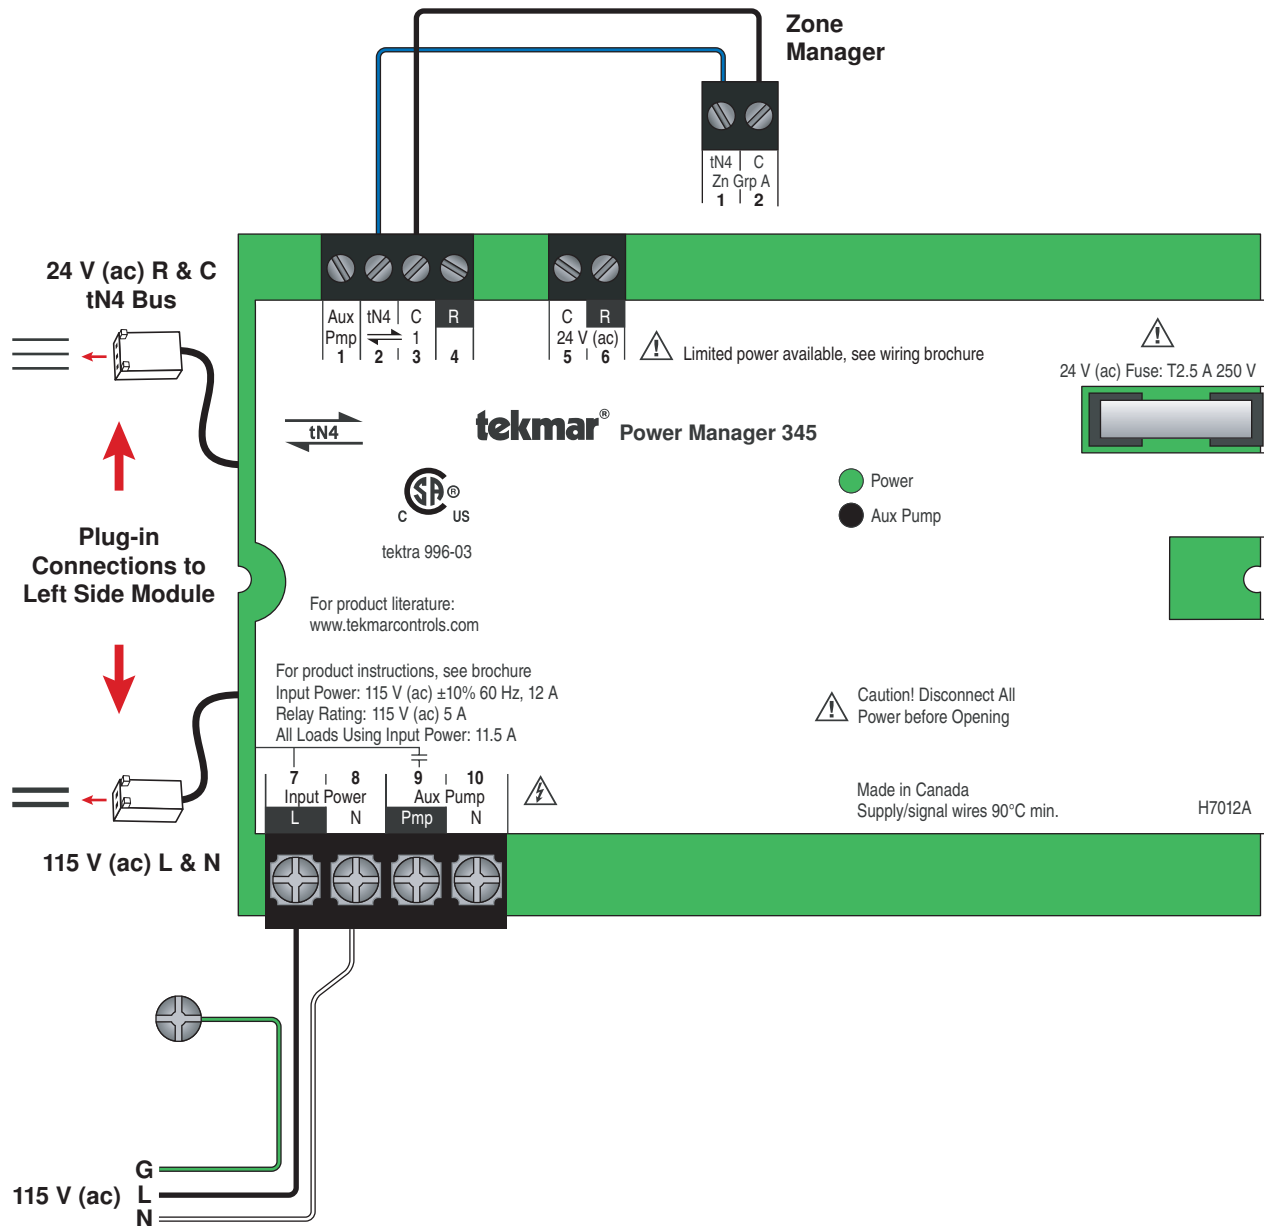 Zone
Manager
tN4 C
Zn Grp A
1 2
24 V (ac) R & C
tN4 Bus
Aux tN4 C R
Pmp 1
1 2 3 4
C R
24 V (ac)
5 6
Limited power available, see wiring brochure
24 V (ac) Fuse: T2.5 A 250 V
tN4
tekmar® Power Manager 345
Power
Aux Pump
SA ®
C US
tektra 996-03
Plug-in
Connections to
Left Side Module
For product literature:
www.tekmarcontrols.com
For product instructions, see brochure
Input Power: 115 V (ac) ±10% 60 Hz, 12 A
Relay Rating: 115 V (ac) 5 A
All Loads Using Input Power: 11.5 A
Caution! Disconnect All
Power before Opening
7 8 9 10
Input Power Aux Pump
L N Pmp N
Made in Canada
Supply/signal wires 90°C min.
H7012A
115 V (ac) L & N
G
115 V (ac) L
N